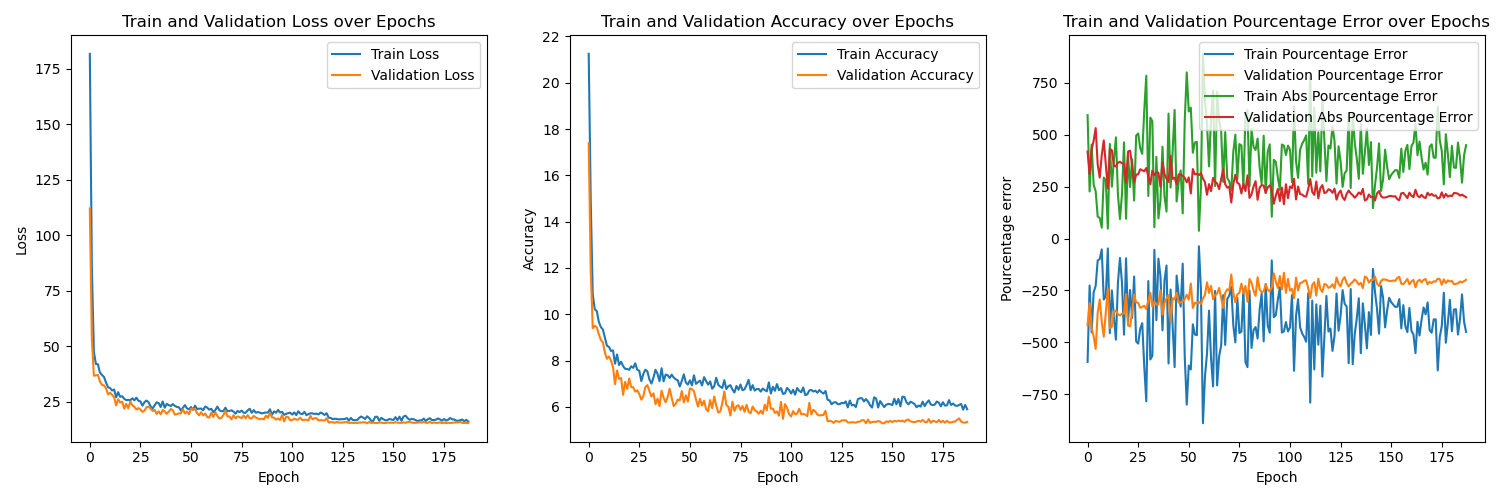 Train and Validation Loss over Epochs
Train Loss
Validation Loss
Loss
175
150
125
100
75
50
25
0 25 50 75 100 125 150 175
Epoch
Train and Validation Accuracy over Epochs
Train Accuracy
Validation Accuracy
Accuracy
22
20
18
16
14
12
10
8
6
0 25 50 75 100 125 150 175
Epoch
Train and Validation Pourcentage Error over Epochs
Train Pourcentage Error
Validation Pourcentage Error
Train Abs Pourcentage Error
Validation Abs Pourcentage Error
Pourcentage error
750
500
250
0
−250
−500
−750
0 25 50 75 100 125 150 175
Epoch